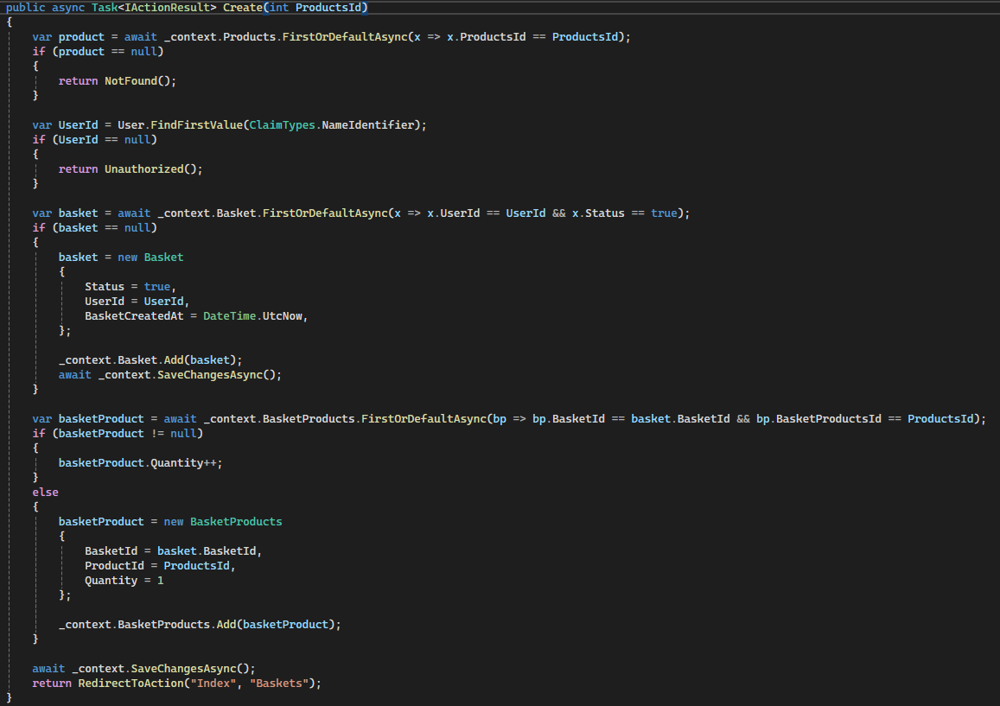 public async Task<IActionResult> Create(int ProductsId)
{
    var product = await _context.Products.FirstOrDefaultAsync(x => x.ProductsId == ProductsId);
    if (product == null)
    {
        return NotFound();
    }

    var UserId = User.FindFirstValue(ClaimTypes.NameIdentifier);
    if (UserId == null)
    {
        return Unauthorized();
    }

    var basket = await _context.Basket.FirstOrDefaultAsync(x => x.UserId == UserId && x.Status == true);
    if (basket == null)
    {
        basket = new Basket
        {
            Status = true,
            UserId = UserId,
            BasketCreatedAt = DateTime.UtcNow,
        };

        _context.Basket.Add(basket);
        await _context.SaveChangesAsync();
    }

    var basketProduct = await _context.BasketProducts.FirstOrDefaultAsync(bp => bp.BasketId == basket.BasketId && bp.BasketProductsId == ProductsId);
    if (basketProduct != null)
    {
        basketProduct.Quantity++;
    }
    else
    {
        basketProduct = new BasketProducts
        {
            BasketId = basket.BasketId,
            ProductId = ProductsId,
            Quantity = 1
        };

        _context.BasketProducts.Add(basketProduct);
    }

    await _context.SaveChangesAsync();
    return RedirectToAction("Index", "Baskets");
}